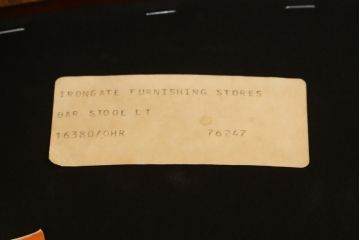 IRONGATE FURNISHING STORES
BAR STOOL LT
16380/OHR 76247